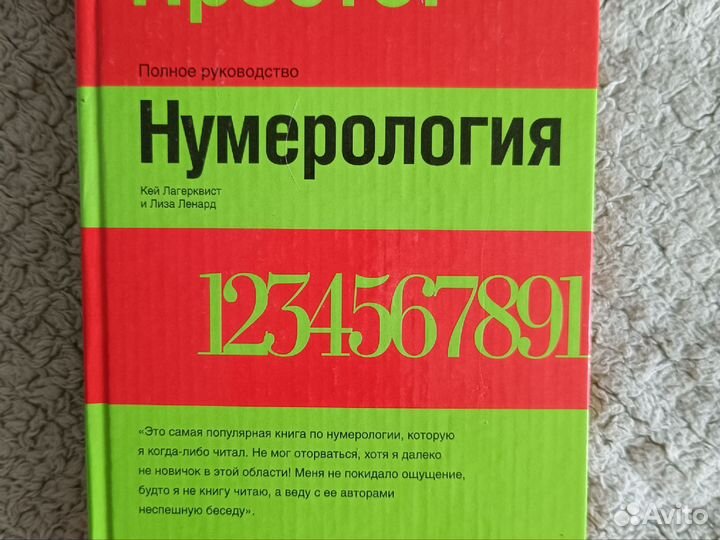 Просто!
Полное руководство
Нумерология
Кей Лагерквист
и Лиза Ленард
1234567891
«Это самая популярная книга по нумерологии, которую
я когда-либо читал. Не мог оторваться, хотя я далеко
не новичок в этой области! Меня не покидало ощущение,
будто я не книгу читаю, а веду с ее авторами
неспешную беседу».
Avito